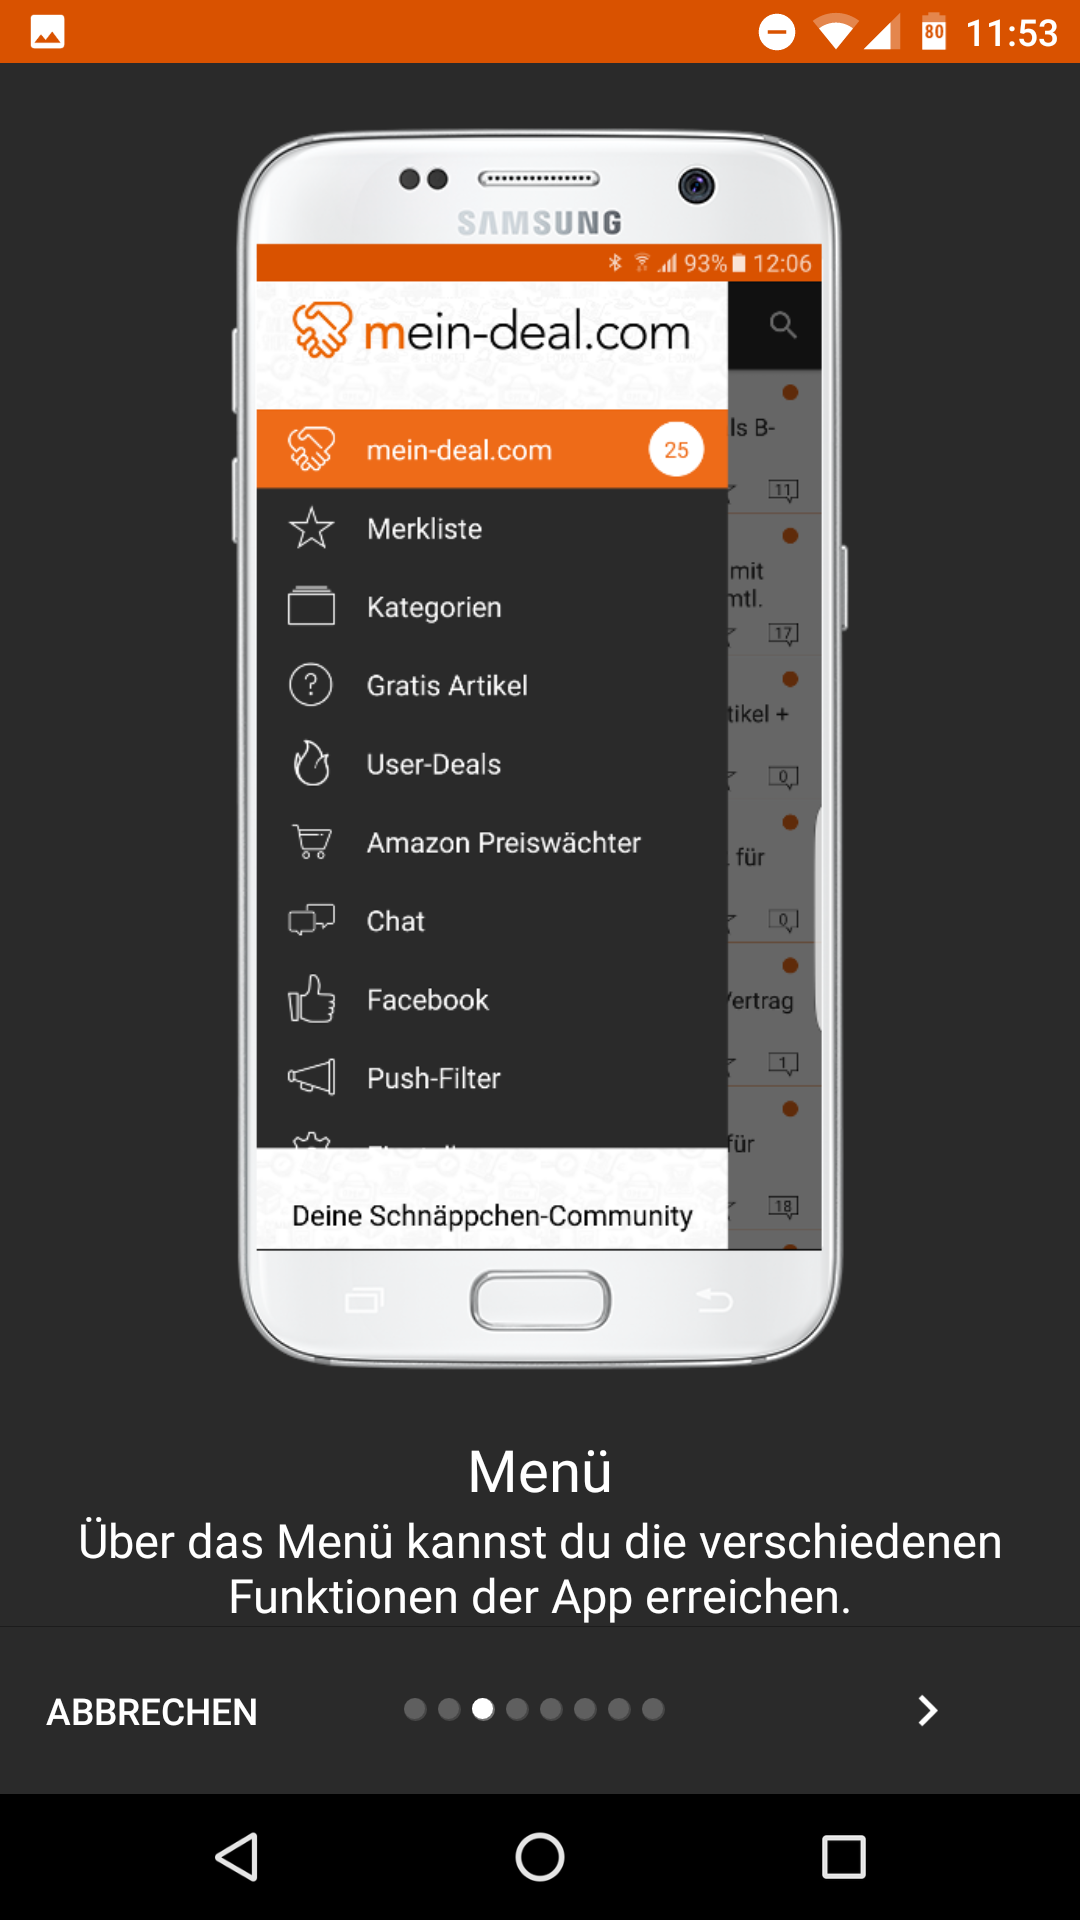 80 11:53
SAMSUNG
93% 12:06
mein-deal.com
mein-deal.com 25
ls B-
11
Merkliste
mit
mtl.
17
Kategorien
Gratis Artikel
tikel +
0
User-Deals
Amazon Preiswächter
für
0
Chat
Facebook
Vertrag
1
Push-Filter
für
18
Deine Schnäppchen-Community
Menü
Über das Menü kannst du die verschiedenen
Funktionen der App erreichen.
ABBRECHEN